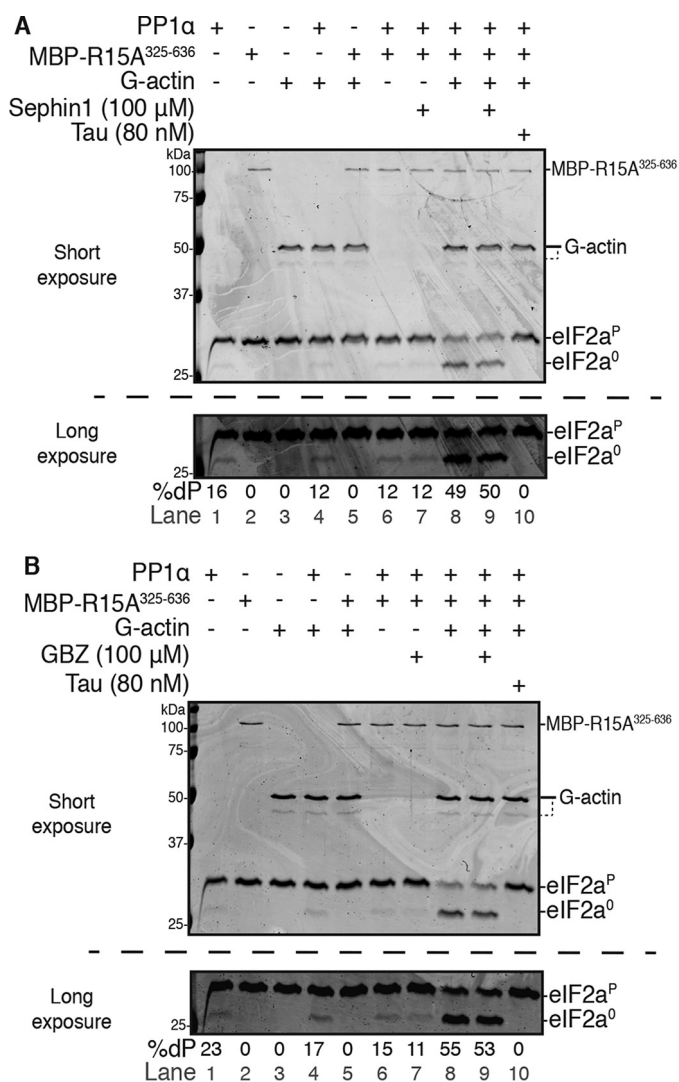 A
PP1α + - - + - + + + + +
MBP-R15A325-636 - + - - + + + + + +
G-actin - - + + + - - + + +
Sephin1 (100 µM) + +
Tau (80 nM) +
kDa
100-
75-
50-
37-
25-
MBP-R15A325-636
G-actin
eIF2aP
eIF2a0
Short
exposure
Long
exposure
25-
eIF2aP
eIF2a0
%dP 16 0 0 12 0 12 12 49 50 0
Lane 1 2 3 4 5 6 7 8 9 10
B
PP1α + - - + - + + + + +
MBP-R15A325-636 - + - - + + + + + +
G-actin - - + + + - - + + +
GBZ (100 µM) + +
Tau (80 nM) +
kDa
100-
75-
50-
37-
25-
MBP-R15A325-636
G-actin
eIF2aP
eIF2a0
Short
exposure
Long
exposure
25-
eIF2aP
eIF2a0
%dP 23 0 0 17 0 15 11 55 53 0
Lane 1 2 3 4 5 6 7 8 9 10